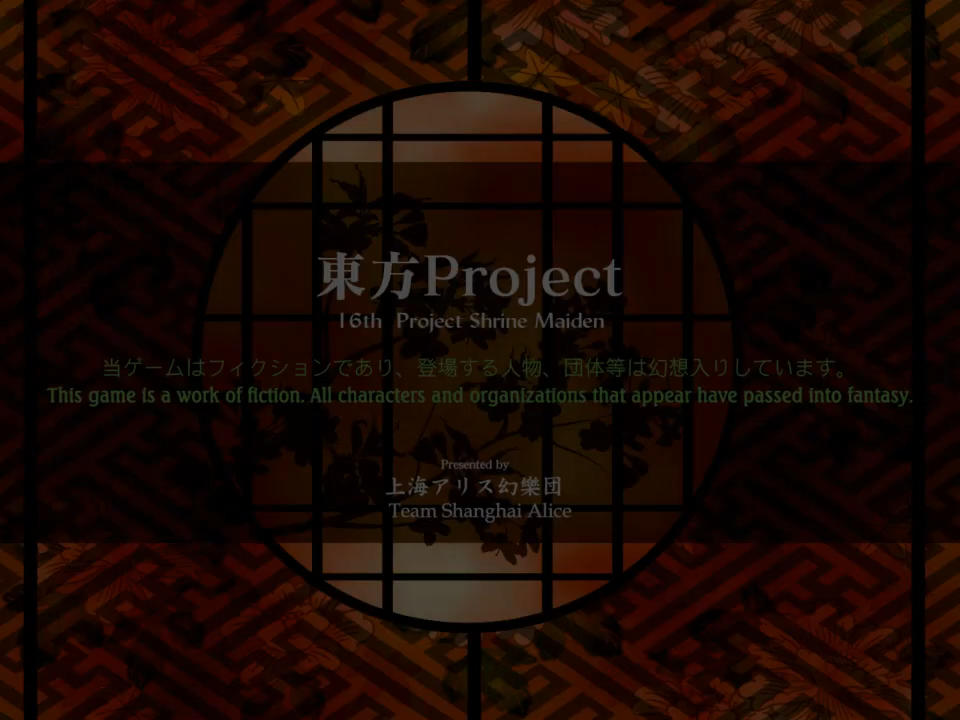 東方Project
16th Project Shrine Maiden
当ゲームはフィクションであり、登場する人物、団体等は幻想入りしています。
This game is a work of fiction. All characters and organizations that appear have passed into fantasy.
Presented by
上海アリス幻樂団
Team Shanghai Alice